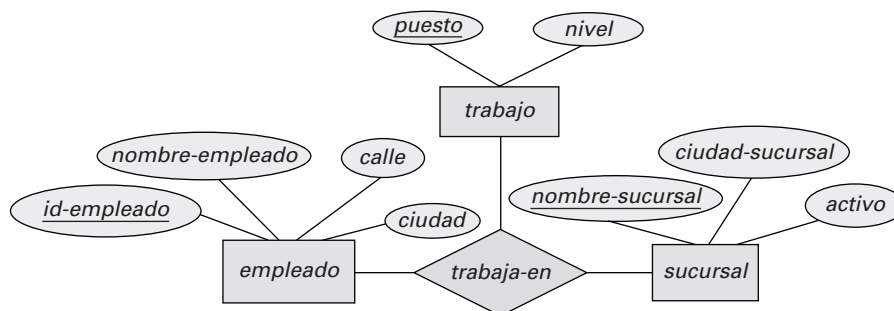 puesto
nivel
trabajo
nombre-empleado
calle
ciudad-sucursal
id-empleado
ciudad
nombre-sucursal
activo
empleado
trabaja-en
sucursal